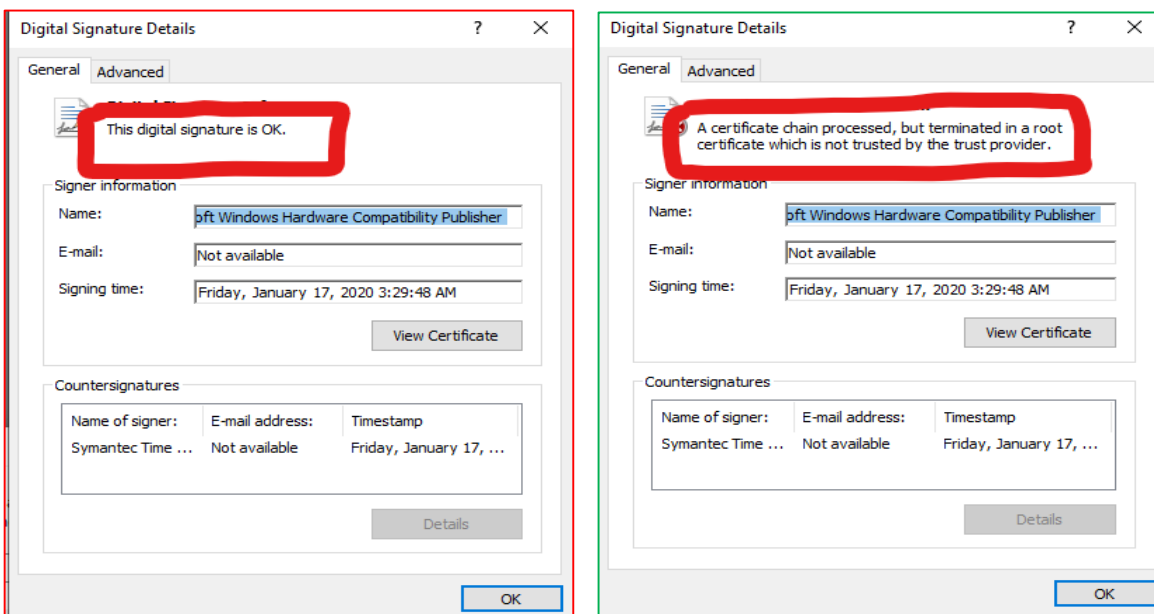 Digital Signature Details ? ×
General Advanced
This digital signature is OK.
Signer information
Name: oft Windows Hardware Compatibility Publisher
E-mail: Not available
Signing time: Friday, January 17, 2020 3:29:48 AM
View Certificate
Countersignatures
Name of signer: E-mail address: Timestamp
Symantec Time ... Not available Friday, January 17, ...
Details
OK
Digital Signature Details ? ×
General Advanced
A certificate chain processed, but terminated in a root
certificate which is not trusted by the trust provider.
Signer information
Name: oft Windows Hardware Compatibility Publisher
E-mail: Not available
Signing time: Friday, January 17, 2020 3:29:48 AM
View Certificate
Countersignatures
Name of signer: E-mail address: Timestamp
Symantec Time ... Not available Friday, January 17, ...
Details
OK